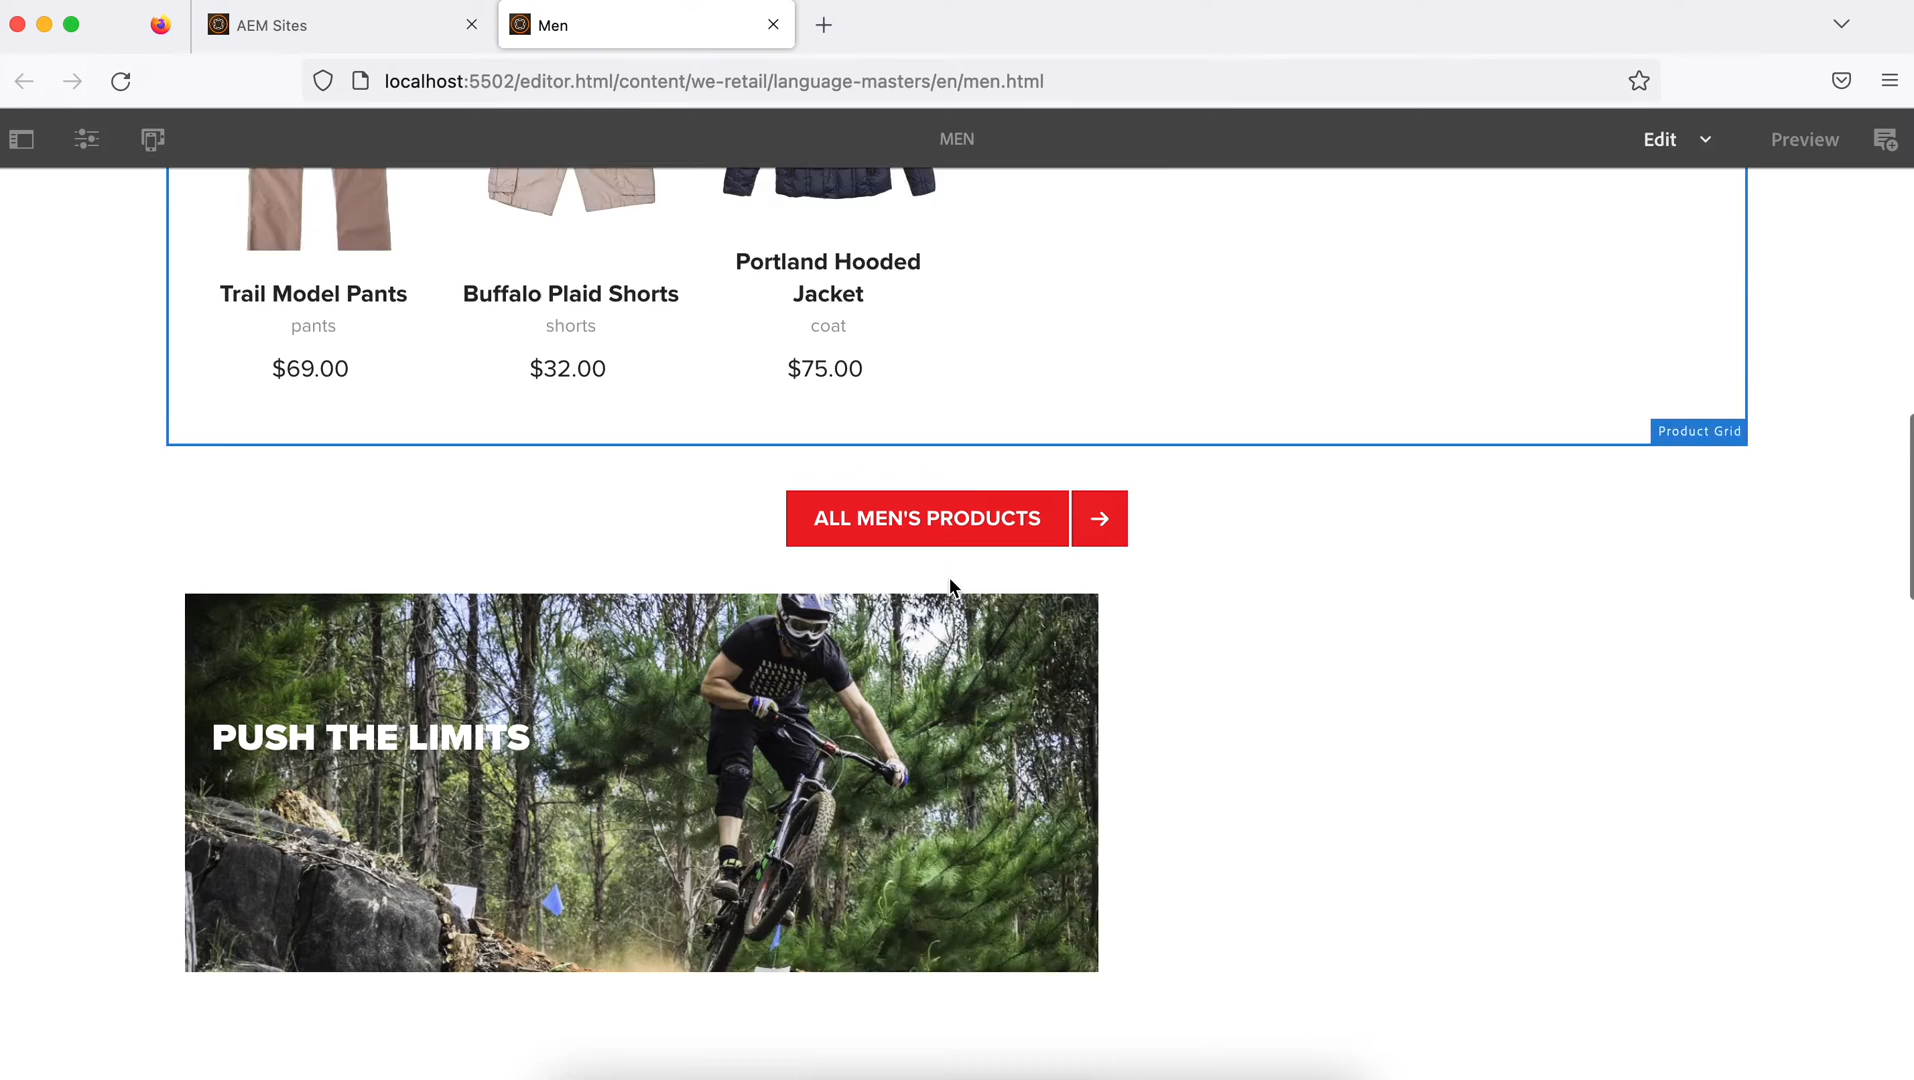 AEM Sites
Men
localhost:5502/editor.html/content/we-retail/language-masters/en/men.html
MEN
Edit
Preview
Trail Model Pants
pants
$69.00
Buffalo Plaid Shorts
shorts
$32.00
Portland Hooded
Jacket
coat
$75.00
Product Grid
ALL MEN'S PRODUCTS
PUSH THE LIMITS